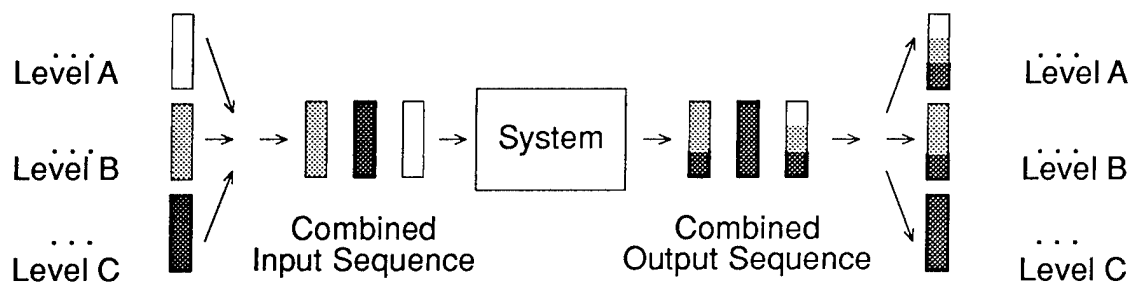 . . .
Level A
. . .
Level B
. . .
Level C
Combined
Input Sequence
System
Combined
Output Sequence
. . .
Level A
. . .
Level B
. . .
Level C